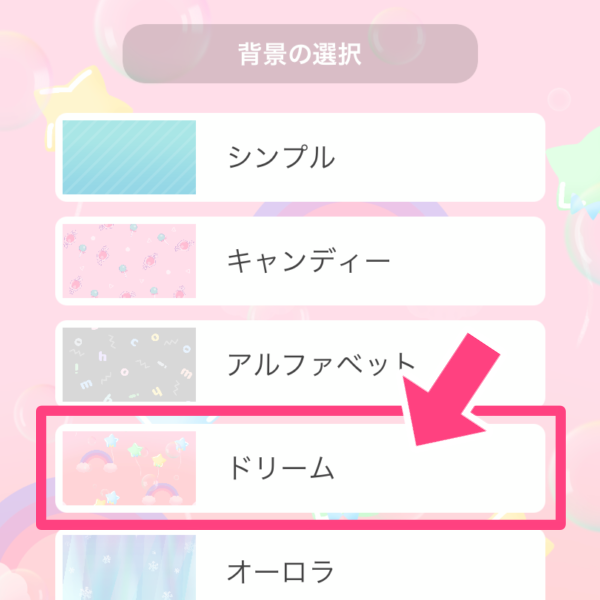 背景の選択
シンプル
キャンディー
アルファベット
ドリーム
オーロラ